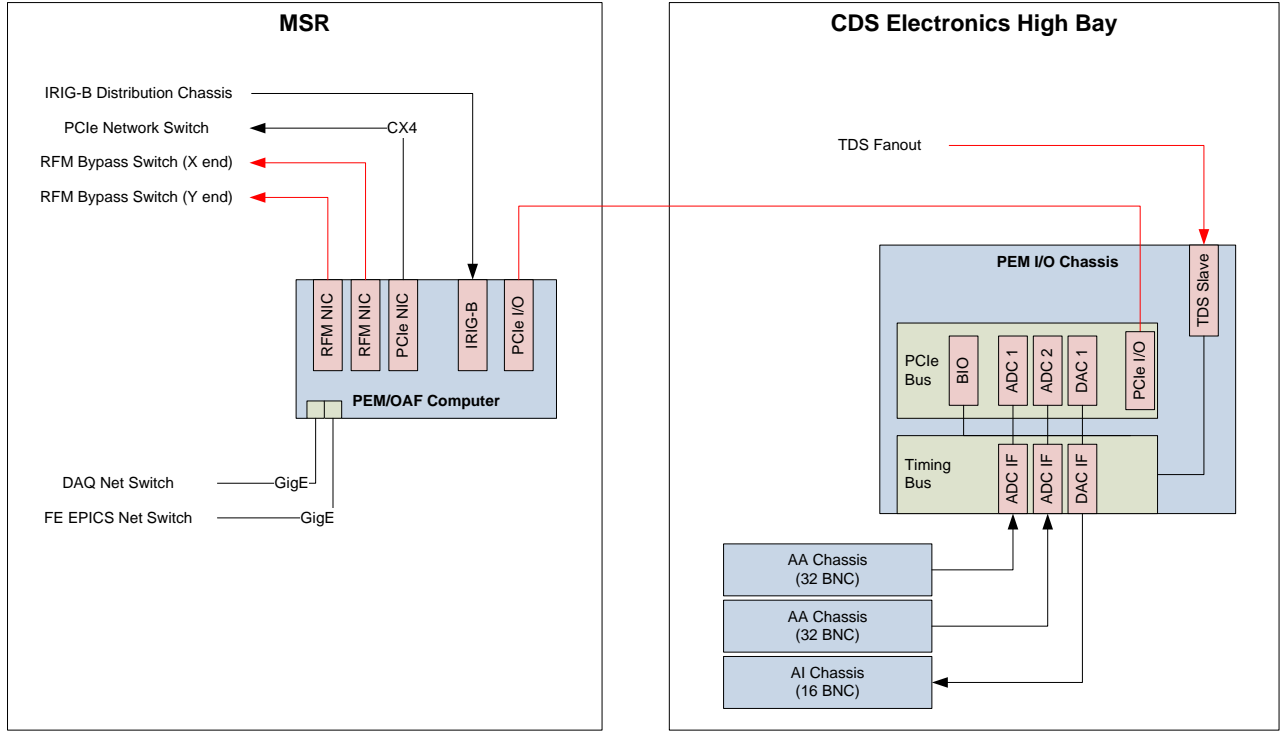 MSR
IRIG-B Distribution Chassis
PCIe Network Switch
CX4
RFM Bypass Switch (X end)
RFM Bypass Switch (Y end)
RFM NIC
RFM NIC
PCIe NIC
IRIG-B
PCIe I/O
PEM/OAF Computer
DAQ Net Switch
GigE
FE EPICS Net Switch
GigE
CDS Electronics High Bay
TDS Fanout
PEM I/O Chassis
TDS Slave
PCIe
Bus
BIO
ADC 1
ADC 2
DAC 1
PCIe I/O
Timing
Bus
ADC IF
ADC IF
DAC IF
AA Chassis
(32 BNC)
AA Chassis
(32 BNC)
AI Chassis
(16 BNC)